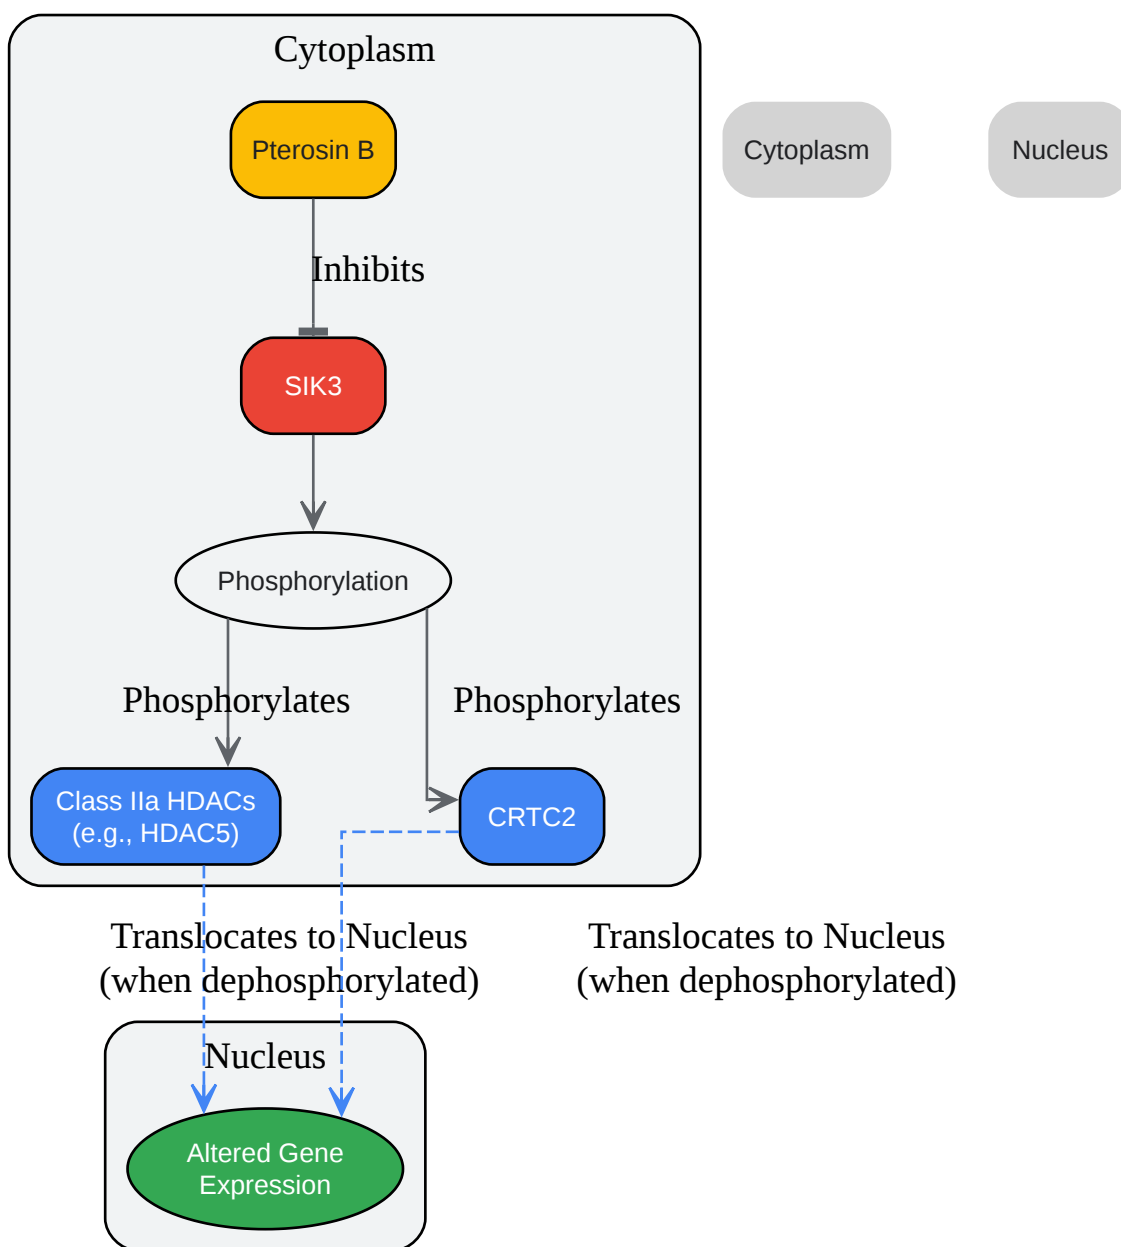 Cytoplasm
Pterosin B
Cytoplasm
Nucleus
Inhibits
SIK3
Phosphorylation
Phosphorylates
Phosphorylates
Class IIa HDACs
(e.g., HDAC5)
CRTC2
Translocates to Nucleus
(when dephosphorylated)
Translocates to Nucleus
(when dephosphorylated)
Nucleus
Altered Gene
Expression